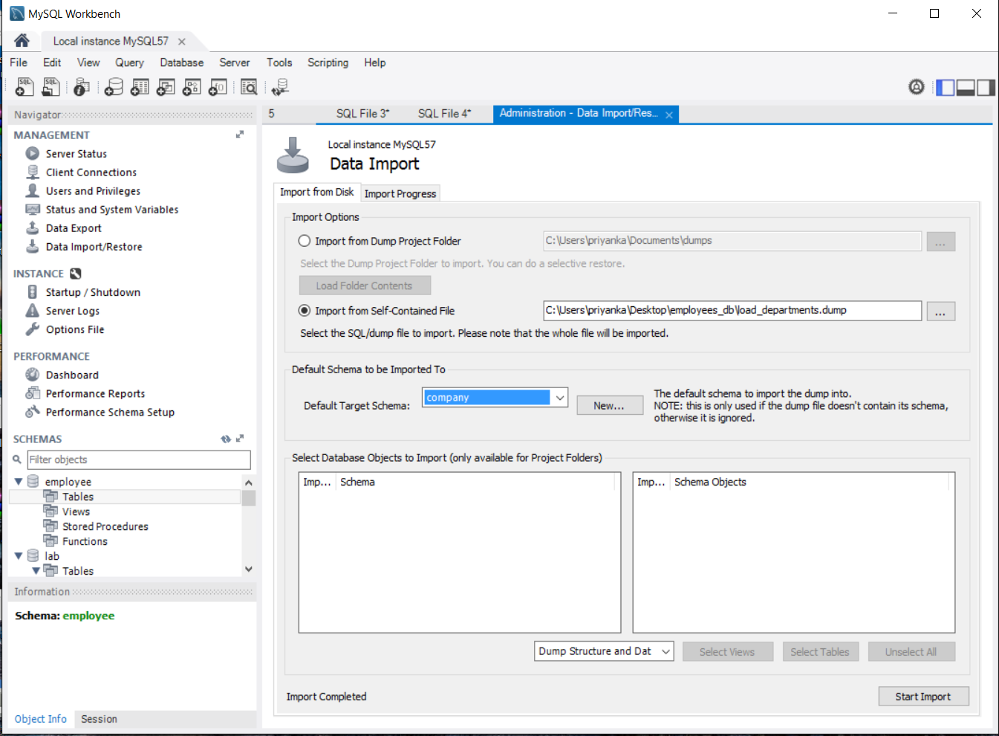 MySQL Workbench
Local instance MySQL57
File Edit View Query Database Server Tools Scripting Help
Navigator
MANAGEMENT
Server Status
Client Connections
Users and Privileges
Status and System Variables
Data Export
Data Import/Restore
INSTANCE
Startup / Shutdown
Server Logs
Options File
PERFORMANCE
Dashboard
Performance Reports
Performance Schema Setup
SCHEMAS
Filter objects
employee
Tables
Views
Stored Procedures
Functions
lab
Tables
Information
Schema: employee
Object Info Session
5 SQL File 3* SQL File 4* Administration - Data Import/Res...
Local instance MySQL57
Data Import
Import from Disk Import Progress
Import Options
Import from Dump Project Folder C:\Users\priyanka\Documents\dumps ...
Select the Dump Project Folder to import. You can do a selective restore.
Load Folder Contents
Import from Self-Contained File C:\Users\priyanka\Desktop\employees_db\load_departments.dump ...
Select the SQL/dump file to import. Please note that the whole file will be imported.
Default Schema to be Imported To
Default Target Schema: company New...
The default schema to import the dump into.
NOTE: this is only used if the dump file doesn't contain its schema,
otherwise it is ignored.
Select Database Objects to Import (only available for Project Folders)
Imp... Schema
Imp... Schema Objects
Dump Structure and Dat Select Views Select Tables Unselect All
Import Completed Start Import